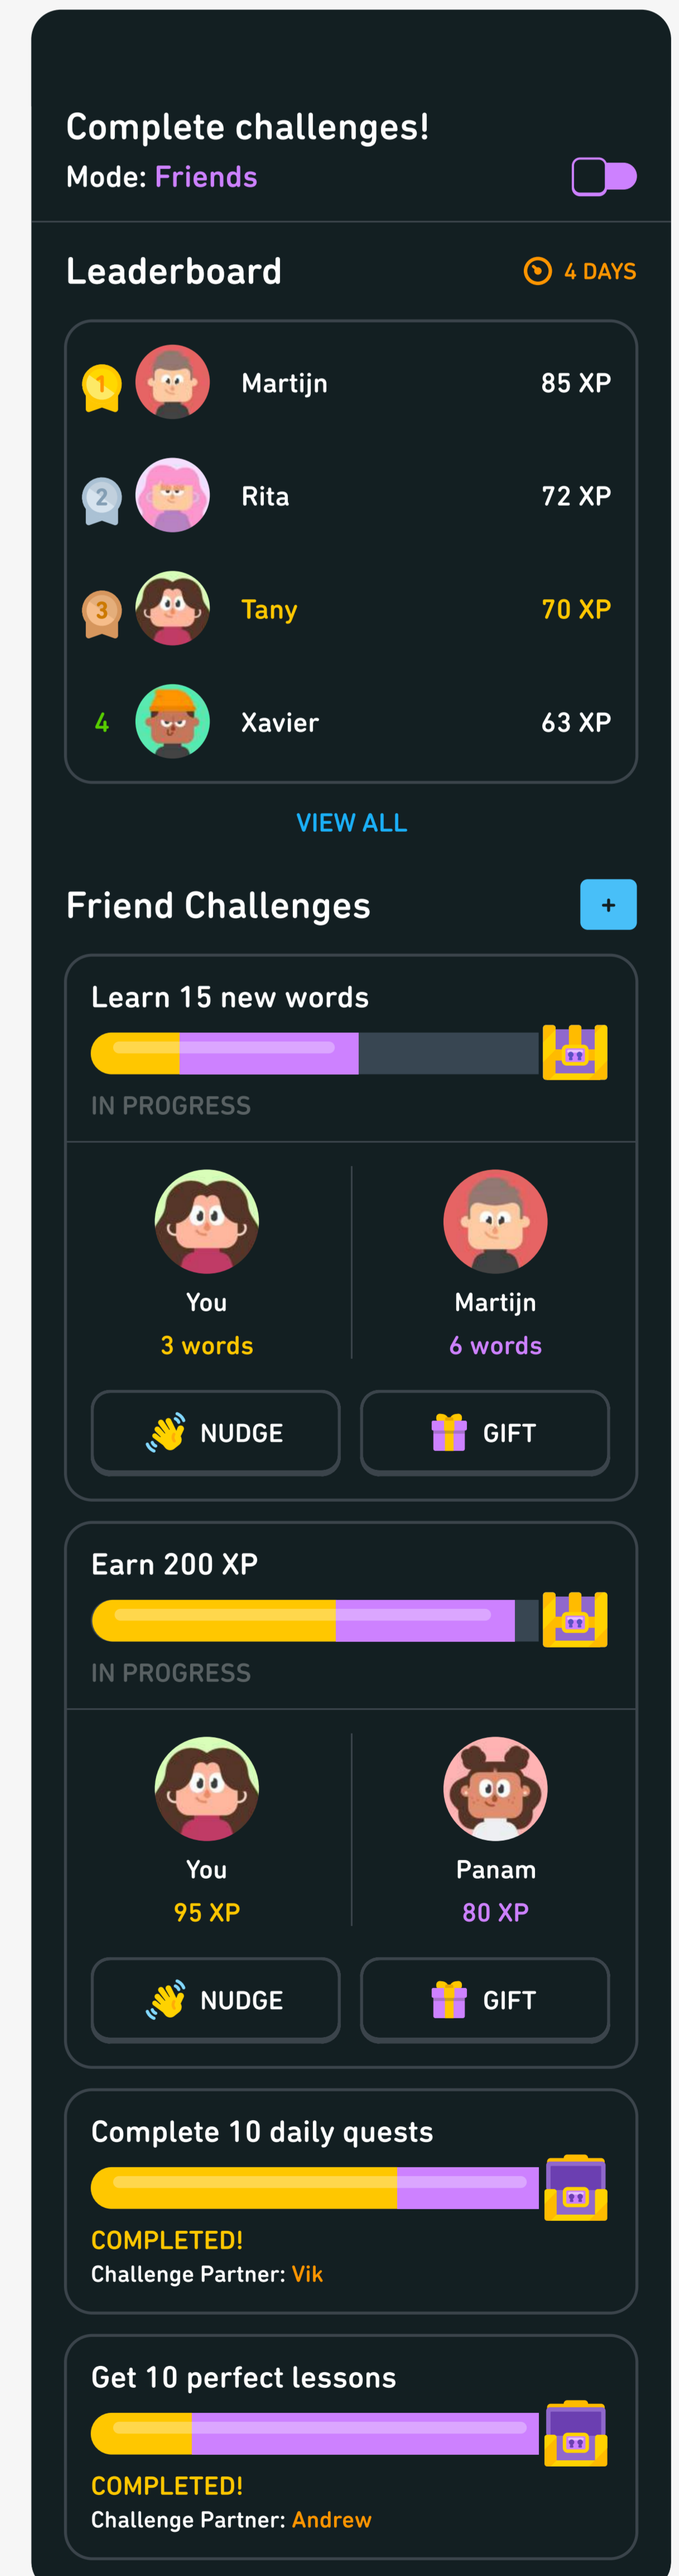 Complete challenges!
Mode: Friends
Leaderboard
4 DAYS
1
Martijn
85 XP
2
Rita
72 XP
3
Tany
70 XP
4
Xavier
63 XP
VIEW ALL
Friend Challenges
+
Learn 15 new words
IN PROGRESS
You
Martijn
3 words
6 words
NUDGE
GIFT
Earn 200 XP
IN PROGRESS
You
Panam
95 XP
80 XP
NUDGE
GIFT
Complete 10 daily quests
COMPLETED!
Challenge Partner: Vik
Get 10 perfect lessons
COMPLETED!
Challenge Partner: Andrew